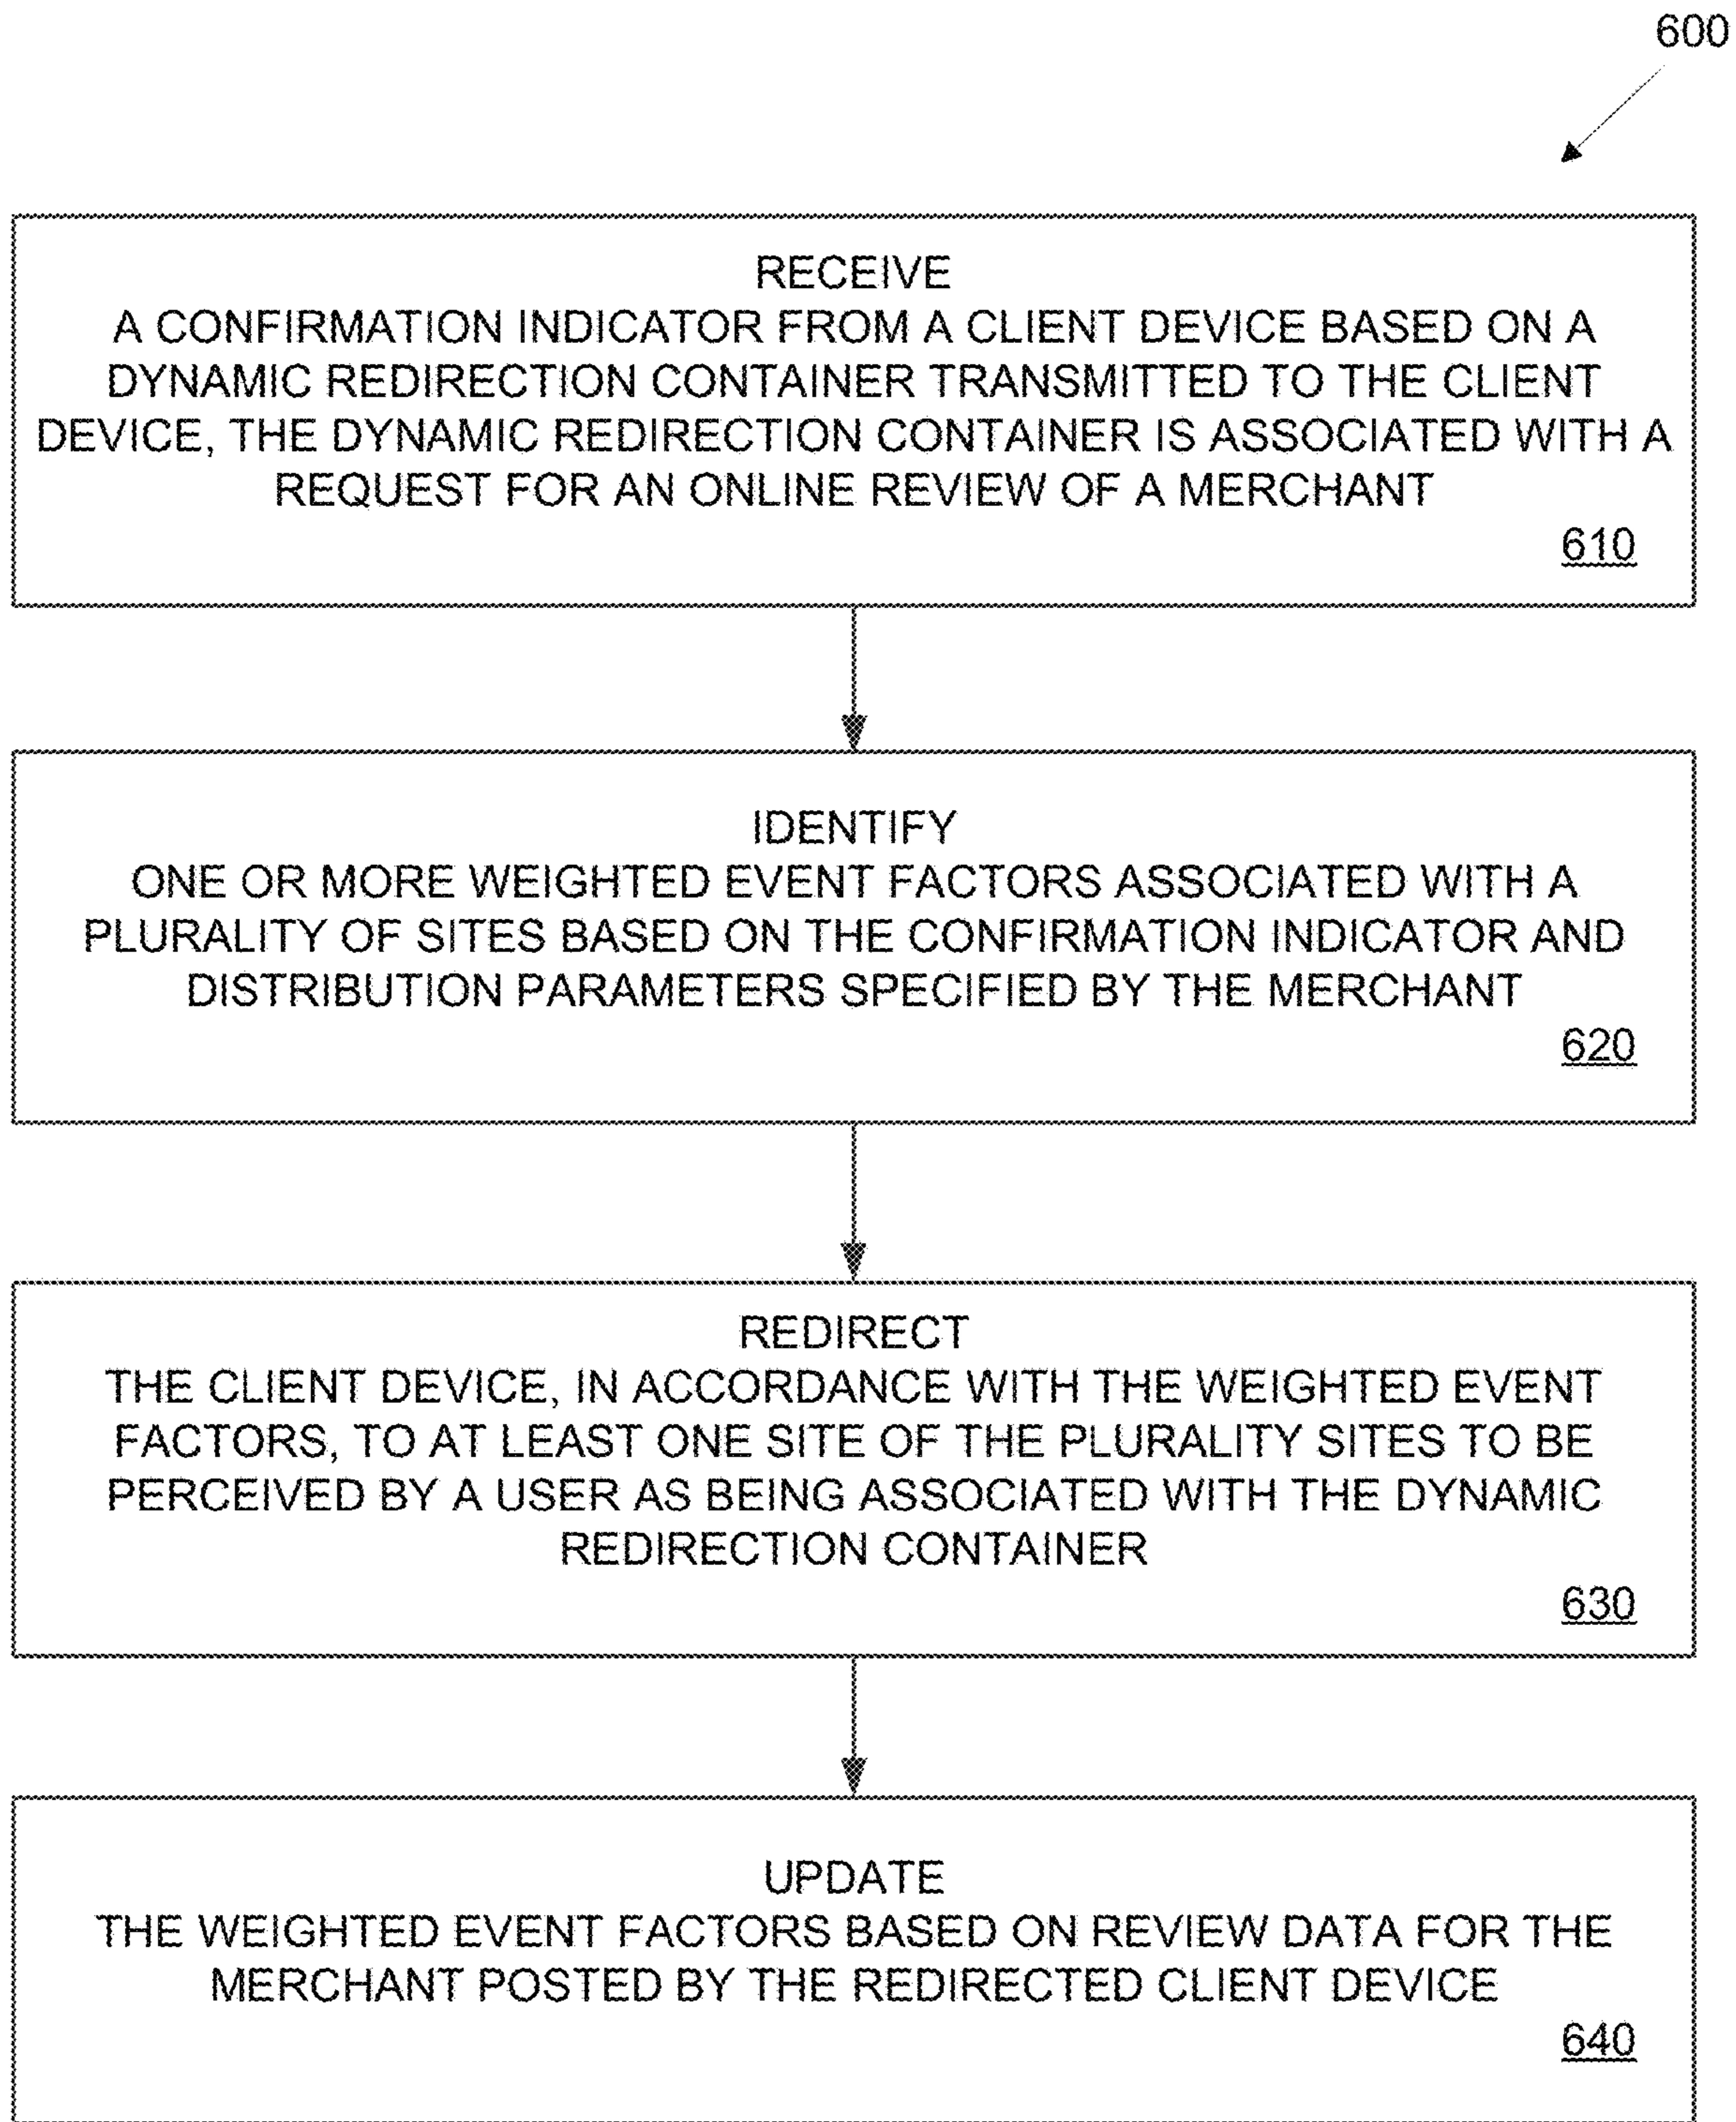 600
RECEIVE
A CONFIRMATION INDICATOR FROM A CLIENT DEVICE BASED ON A
DYNAMIC REDIRECTION CONTAINER TRANSMITTED TO THE CLIENT
DEVICE, THE DYNAMIC REDIRECTION CONTAINER IS ASSOCIATED WITH A
REQUEST FOR AN ONLINE REVIEW OF A MERCHANT
610
IDENTIFY
ONE OR MORE WEIGHTED EVENT FACTORS ASSOCIATED WITH A
PLURALITY OF SITES BASED ON THE CONFIRMATION INDICATOR AND
DISTRIBUTION PARAMETERS SPECIFIED BY THE MERCHANT
620
REDIRECT
THE CLIENT DEVICE, IN ACCORDANCE WITH THE WEIGHTED EVENT
FACTORS, TO AT LEAST ONE SITE OF THE PLURALITY SITES TO BE
PERCEIVED BY A USER AS BEING ASSOCIATED WITH THE DYNAMIC
REDIRECTION CONTAINER
630
UPDATE
THE WEIGHTED EVENT FACTORS BASED ON REVIEW DATA FOR THE
MERCHANT POSTED BY THE REDIRECTED CLIENT DEVICE
640